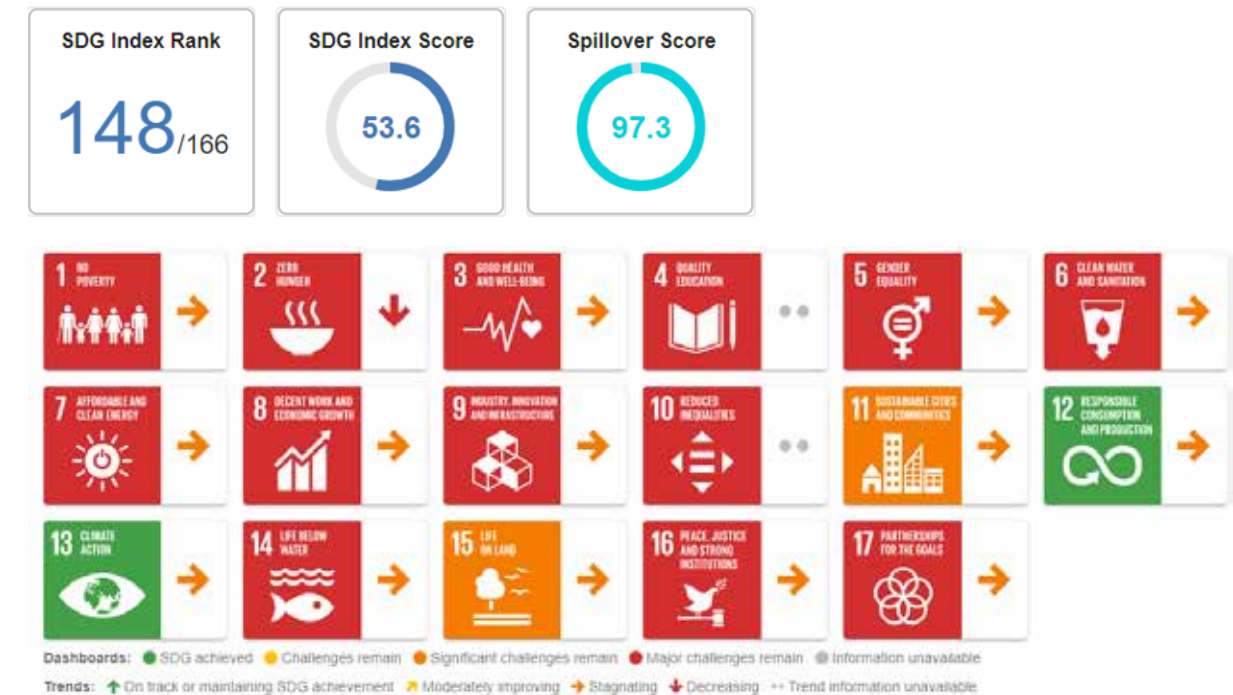 SDG Index Rank
148/166
SDG Index Score
53.6
Spillover Score
97.3
1 NO
POVERTY
2 ZERO
HUNGER
3 GOOD HEALTH
AND WELL-BEING
4 QUALITY
EDUCATION
5 GENDER
EQUALITY
6 CLEAN WATER
AND SANITATION
7 AFFORDABLE AND
CLEAN ENERGY
8 DECENT WORK AND
ECONOMIC GROWTH
9 INDUSTRY, INNOVATION
AND INFRASTRUCTURE
10 REDUCED
INEQUALITIES
11 SUSTAINABLE CITIES
AND COMMUNITIES
12 RESPONSIBLE
CONSUMPTION
AND PRODUCTION
13 CLIMATE
ACTION
14 LIFE BELOW
WATER
15 LIFE
ON LAND
16 PEACE, JUSTICE
AND STRONG
INSTITUTIONS
17 PARTNERSHIPS
FOR THE GOALS
Dashboards: SDG achieved Challenges remain Significant challenges remain Major challenges remain Information unavailable
Trends: On track or maintaining SDG achievement Moderately improving Stagnating Decreasing Trend information unavailable